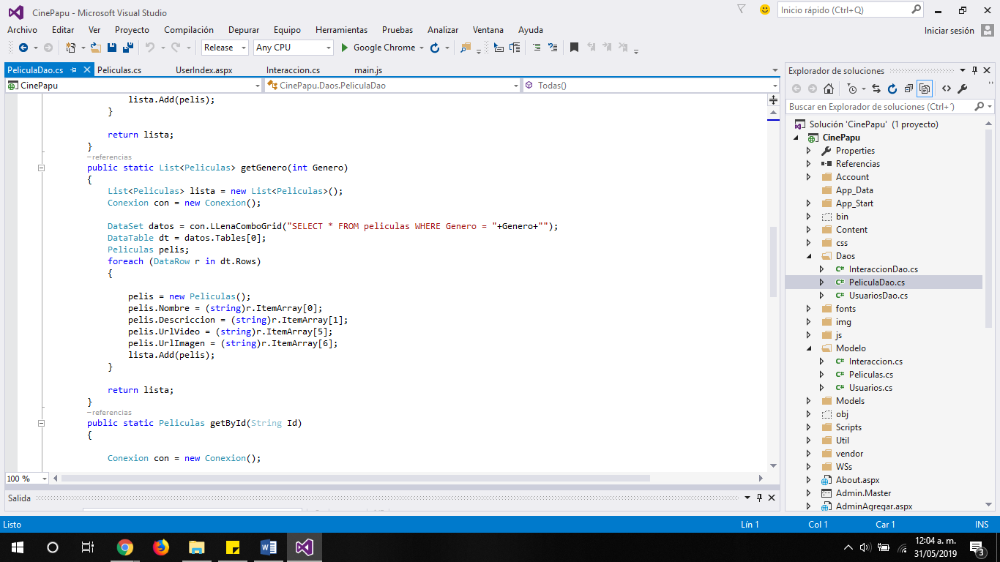 CinePapu - Microsoft Visual Studio
Inicio rápido (Ctrl+Q)
Archivo Editar Ver Proyecto Compilación Depurar Equipo Herramientas Pruebas Analizar Ventana Ayuda
Iniciar sesión
Release Any CPU Google Chrome
PeliculaDao.cs Peliculas.cs UserIndex.aspx Interaccion.cs main.js
CinePapu CinePapu.Daos.PeliculaDao Todas()
lista.Add(pelis);
}
return lista;
}
referencias
public static List<Peliculas> getGenero(int Genero)
{
List<Peliculas> lista = new List<Peliculas>();
Conexion con = new Conexion();
DataSet datos = con.LLenaComboGrid("SELECT * FROM peliculas WHERE Genero = "+Genero+"");
DataTable dt = datos.Tables[0];
Peliculas pelis;
foreach (DataRow r in dt.Rows)
{
pelis = new Peliculas();
pelis.Nombre = (string)r.ItemArray[0];
pelis.Descriccion = (string)r.ItemArray[1];
pelis.UrlVideo = (string)r.ItemArray[5];
pelis.UrlImagen = (string)r.ItemArray[6];
lista.Add(pelis);
}
return lista;
}
referencias
public static Peliculas getById(String Id)
{
Conexion con = new Conexion();
100 %
Salida
Explorador de soluciones
Buscar en Explorador de soluciones (Ctrl+´)
Solución 'CinePapu' (1 proyecto)
CinePapu
Properties
Referencias
Account
App_Data
App_Start
bin
Content
css
Daos
C# InteraccionDao.cs
C# PeliculaDao.cs
C# UsuariosDao.cs
fonts
img
js
Modelo
C# Interaccion.cs
C# Peliculas.cs
C# Usuarios.cs
Models
obj
Scripts
Util
vendor
WSs
About.aspx
Admin.Master
AdminAgregar.aspx
Listo Lín 1 Col 1 Car 1 INS
12:04 a. m.
31/05/2019
3